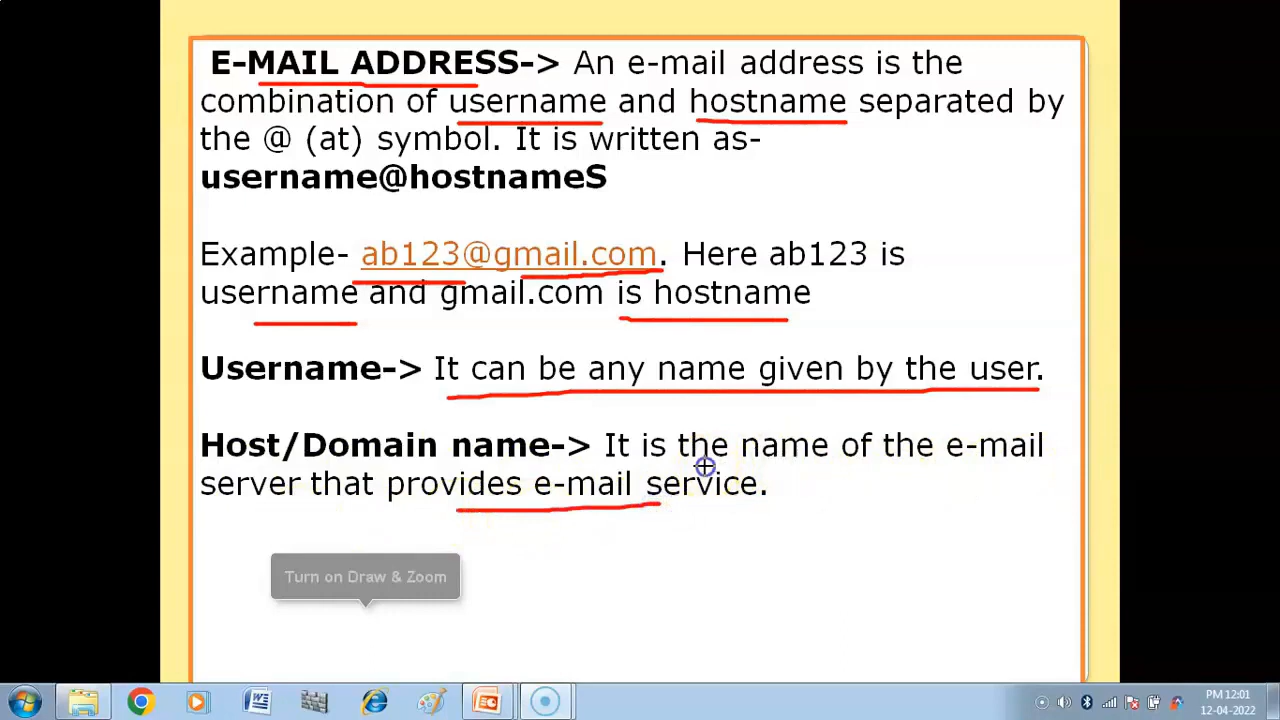 E-MAIL ADDRESS-> An e-mail address is the
combination of username and hostname separated by
the @ (at) symbol. It is written as-
username@hostnameS
Example- ab123@gmail.com. Here ab123 is
username and gmail.com is hostname
Username-> It can be any name given by the user.
Host/Domain name-> It is the name of the e-mail
server that provides e-mail service.
Turn on Draw & Zoom
PM 12:01
12-04-2022